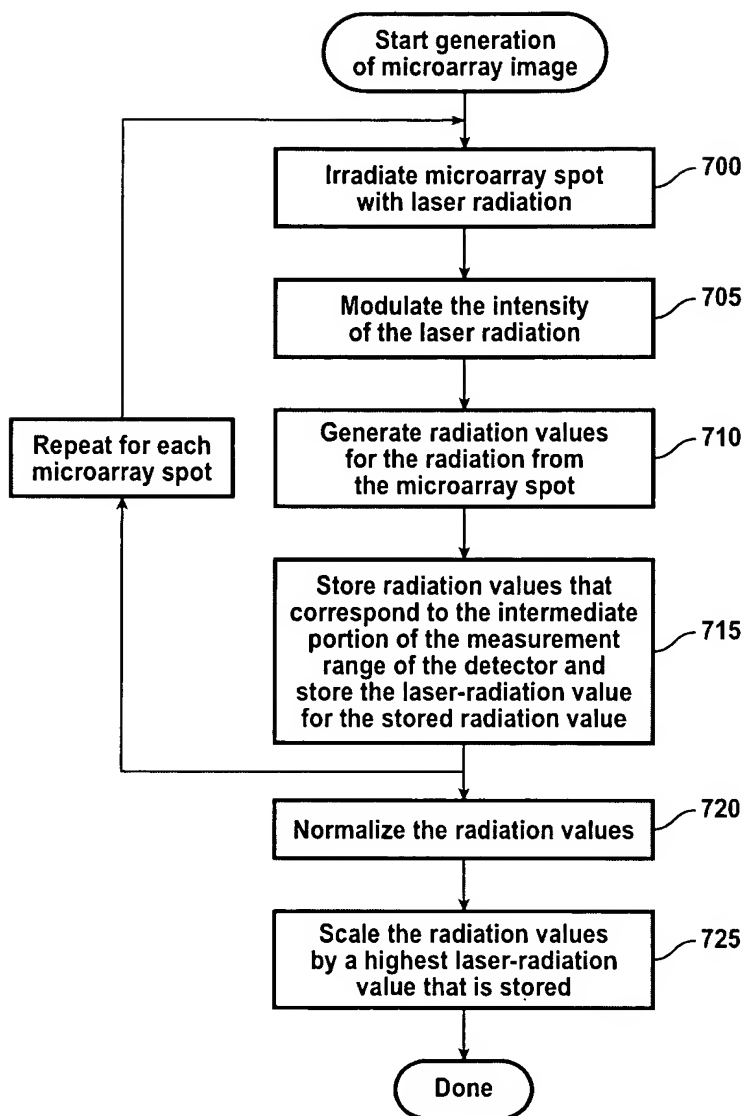 Start generation
of microarray image
Irradiate microarray spot
with laser radiation
700
Modulate the intensity
of the laser radiation
705
Repeat for each
microarray spot
Generate radiation values
for the radiation from
the microarray spot
710
Store radiation values that
correspond to the intermediate
portion of the measurement
range of the detector and
store the laser-radiation value
for the stored radiation value
715
Normalize the radiation values
720
Scale the radiation values
by a highest laser-radiation
value that is stored
725
Done